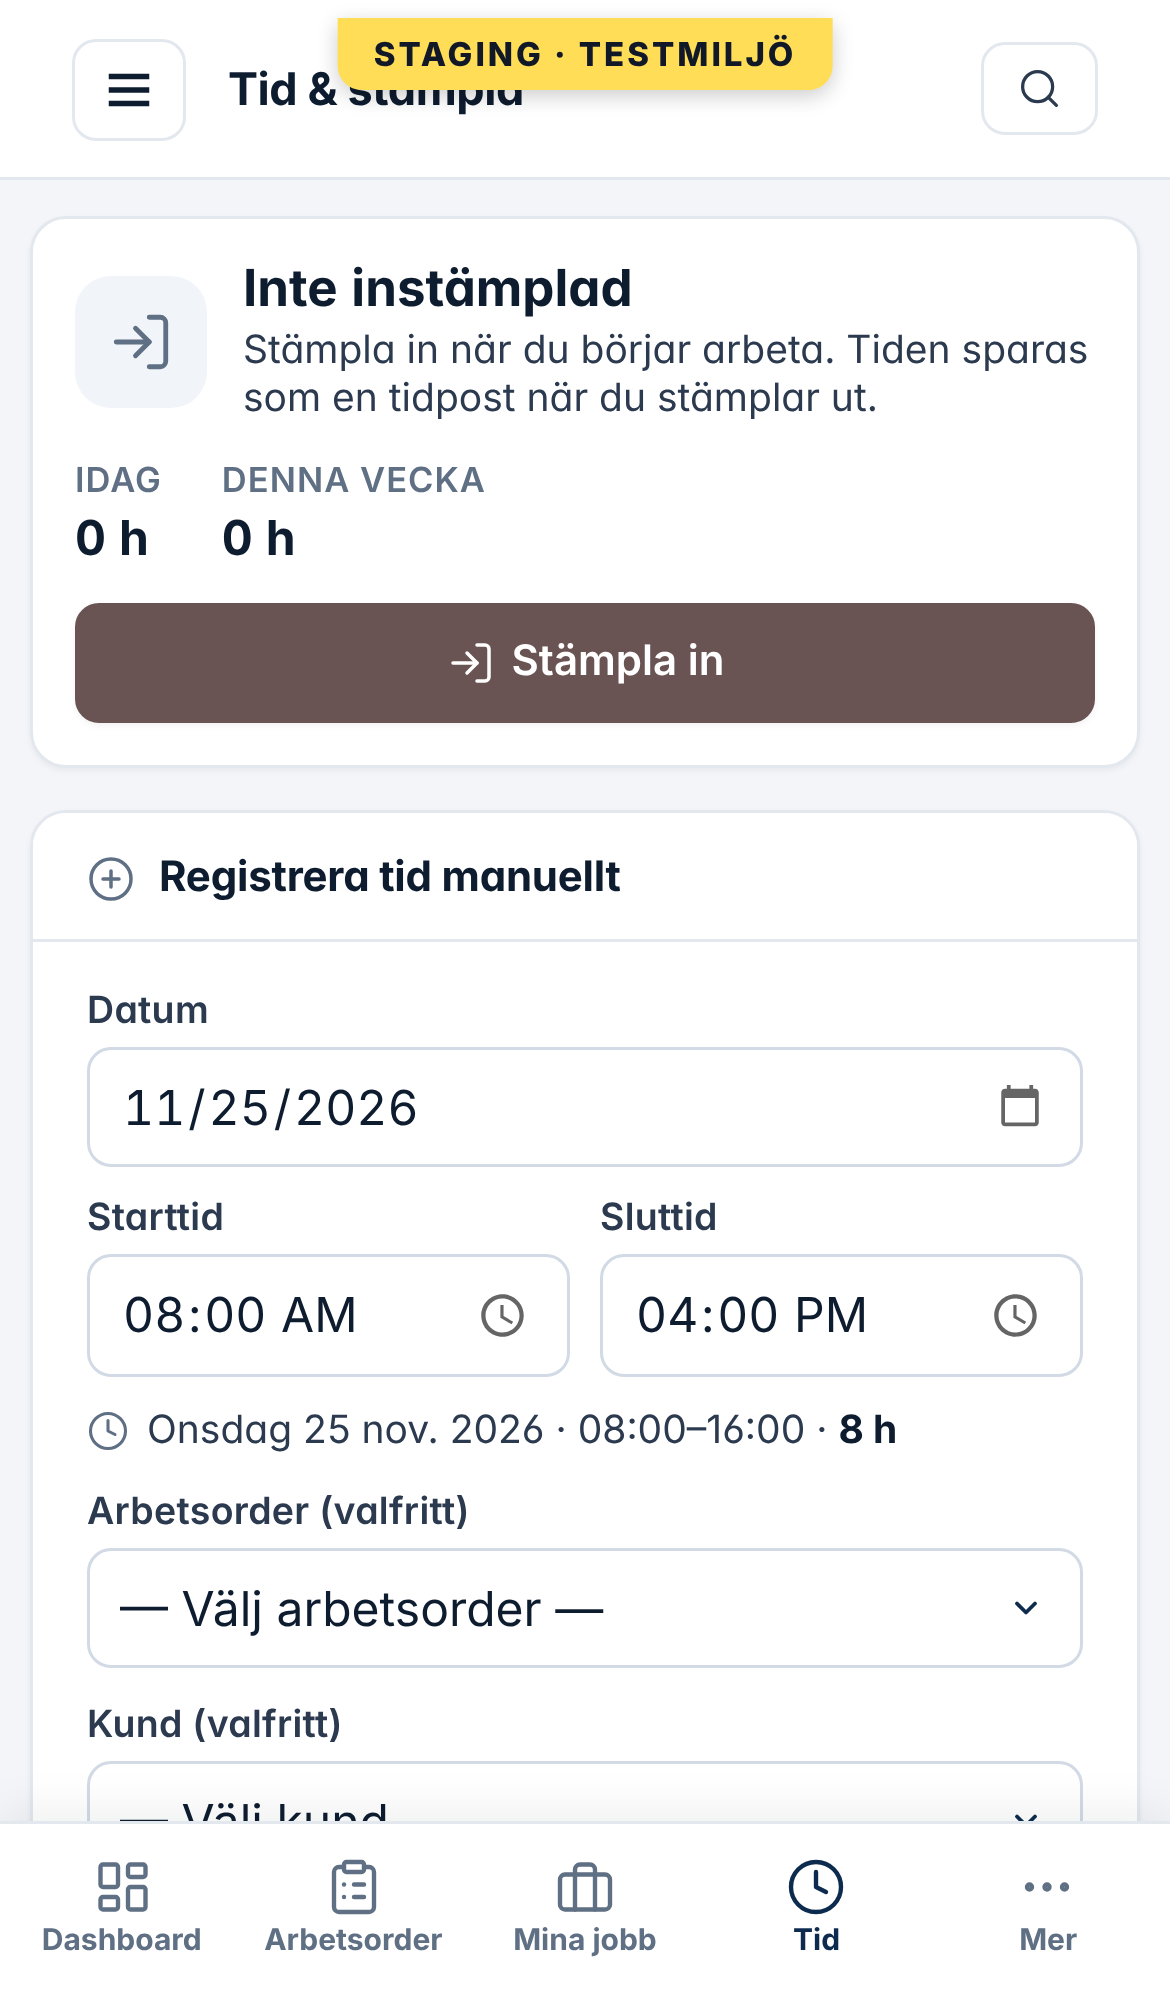 STAGING · TESTMILJÖ
Tid & stämpla
Inte instämplad
Stämpla in när du börjar arbeta. Tiden sparas
som en tidpost när du stämplar ut.
IDAG DENNA VECKA
0 h 0 h
Stämpla in
Registrera tid manuellt
Datum
11/25/2026
Starttid Sluttid
08:00 AM 04:00 PM
Onsdag 25 nov. 2026 · 08:00–16:00 · 8 h
Arbetsorder (valfritt)
— Välj arbetsorder —
Kund (valfritt)
— Välj kund
Dashboard Arbetsorder Mina jobb Tid Mer